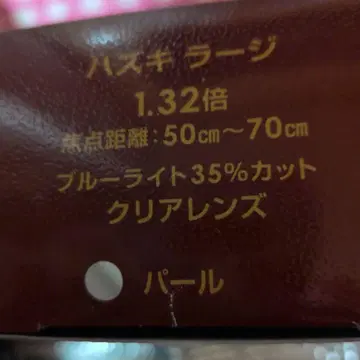 ハズキ ラージ
1.32倍
焦点距離:50cm〜70cm
ブルーライト35%カット
クリアレンズ
パール